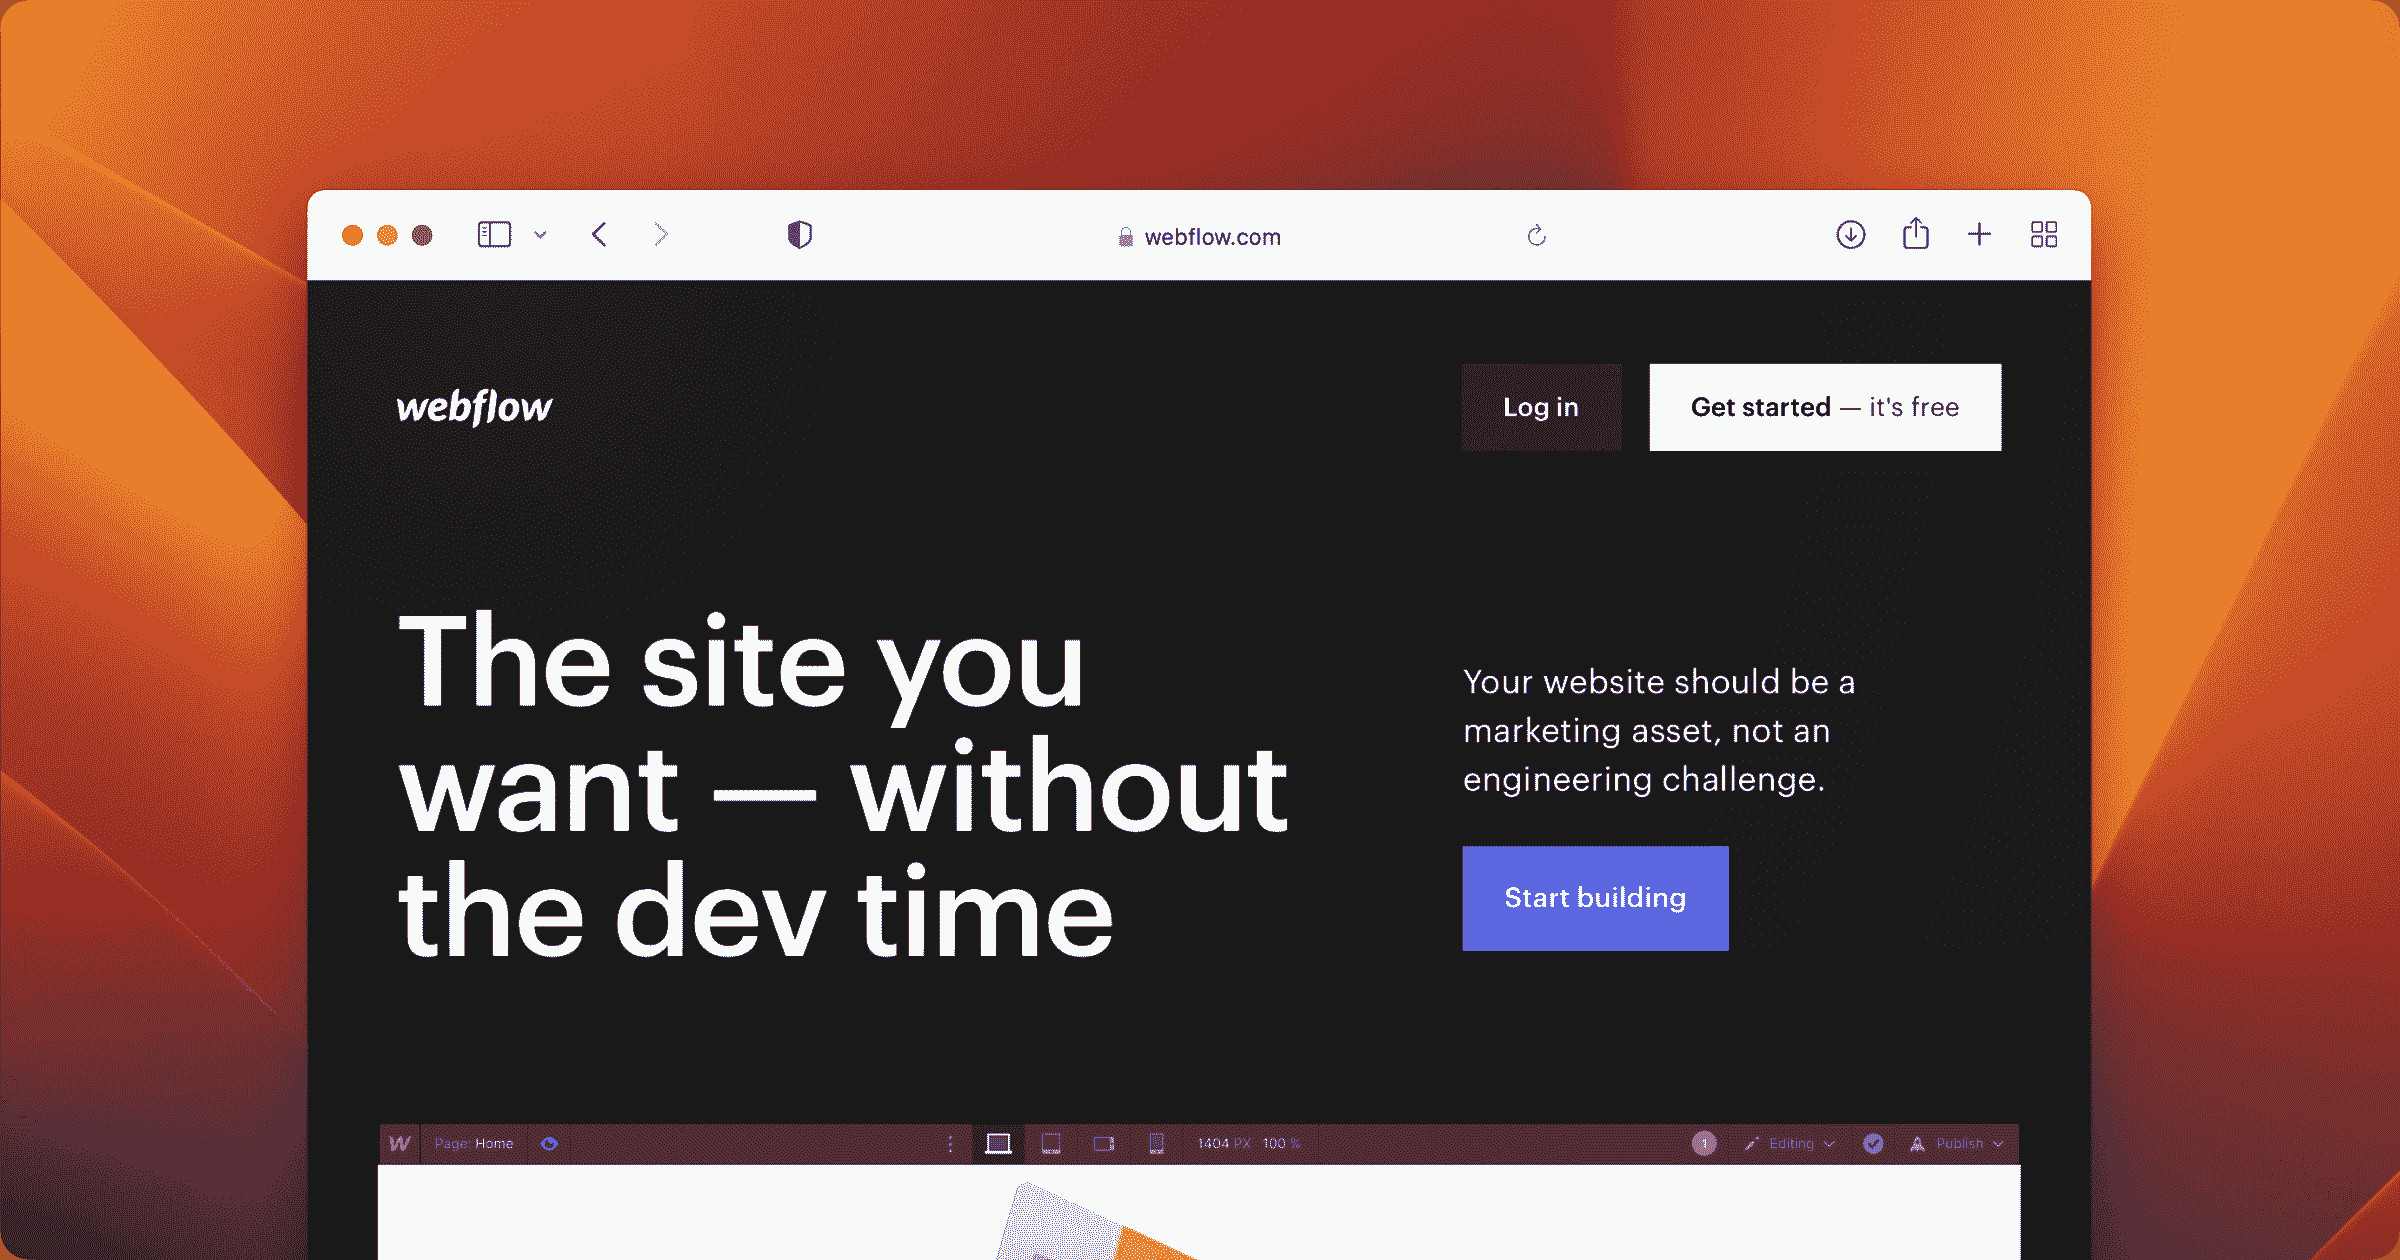 webflow.com
webflow
Log in
Get started — it's free
The site you
want — without
the dev time
Your website should be a
marketing asset, not an
engineering challenge.
Start building
W Page: Home 1404 PX 100 % Editing Publish